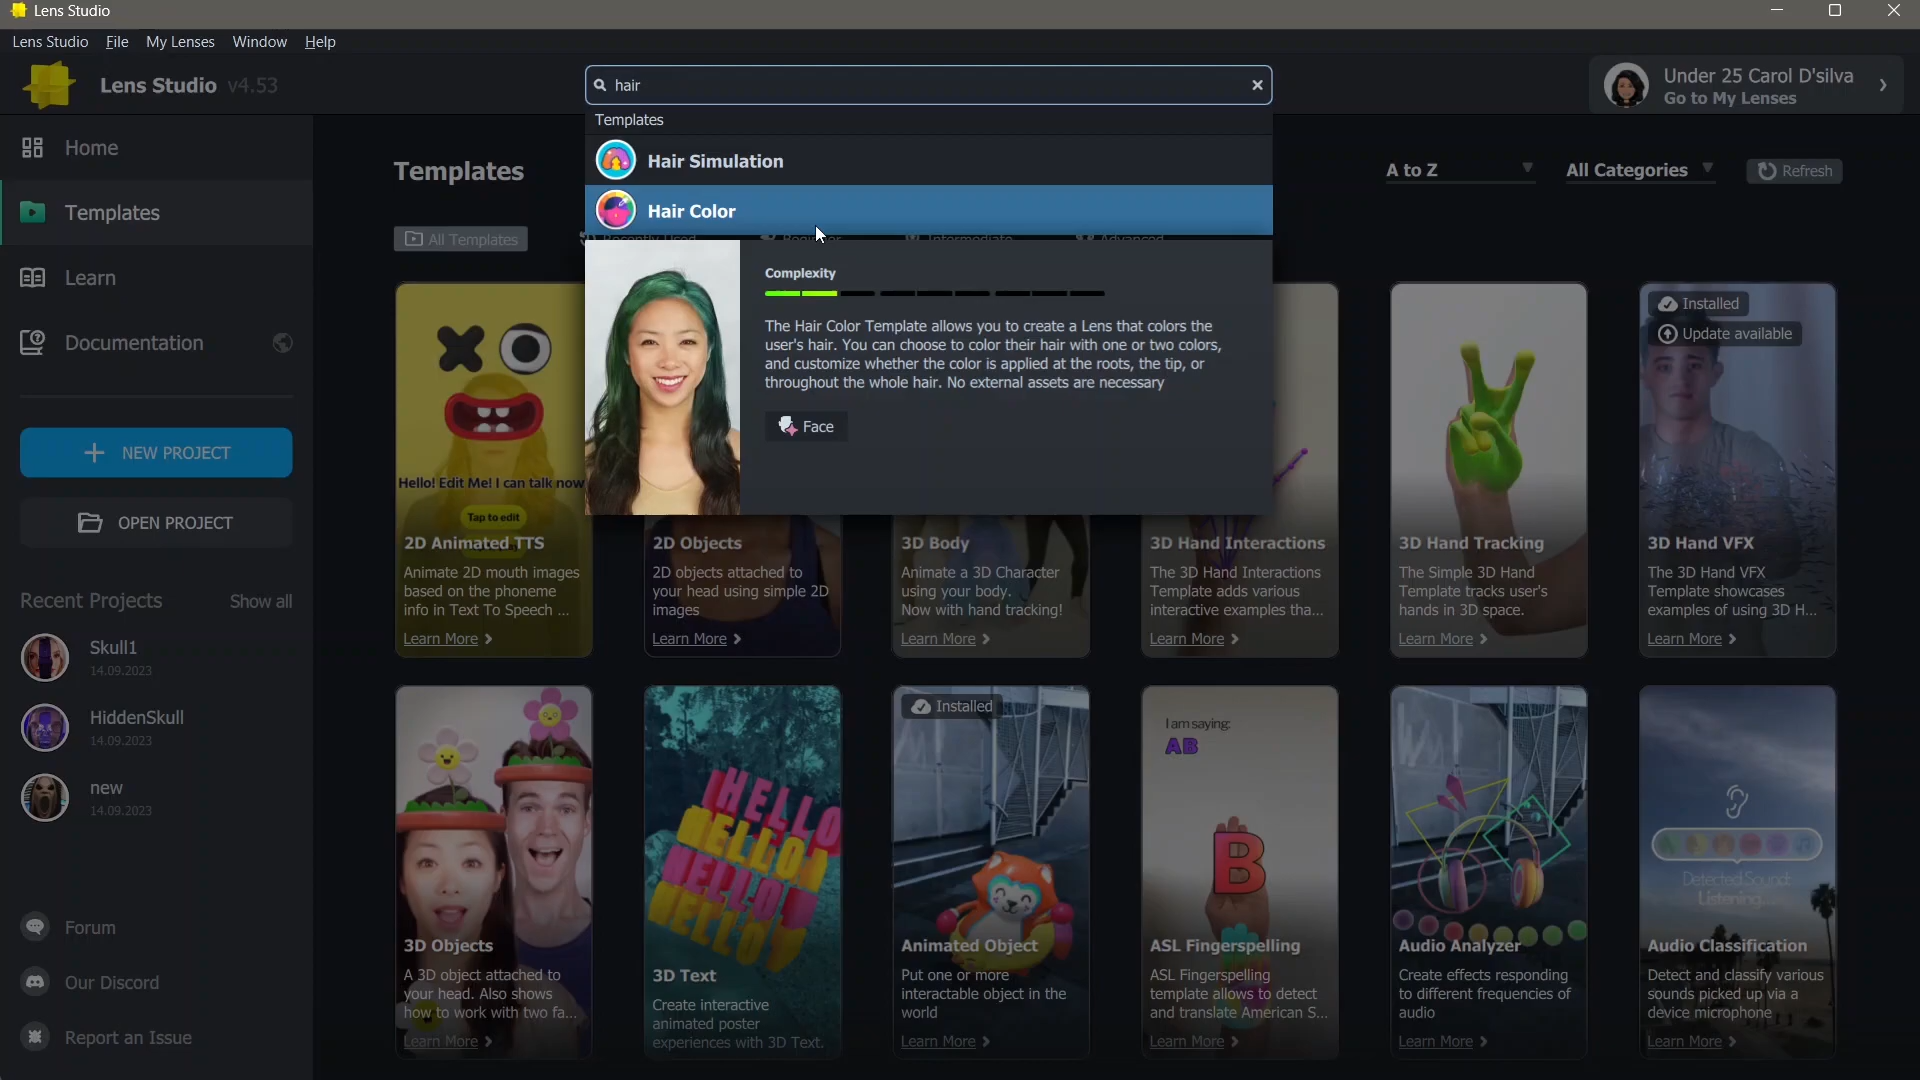 Lens Studio
Lens Studio File My Lenses Window Help
Lens Studio v4.53
hair
Under 25 Carol D'silva
Go to My Lenses
Templates
Hair Simulation
Hair Color
Home
Templates
Learn
Documentation
NEW PROJECT
OPEN PROJECT
Recent Projects Show all
Skull1
14.09.2023
HiddenSkull
14.09.2023
new
14.09.2023
Forum
Our Discord
Report an Issue
Templates
A to Z
All Categories
Refresh
All Templates
Recently Used
Beginner
Intermediate
Advanced
Complexity
The Hair Color Template allows you to create a Lens that colors the
user's hair. You can choose to color their hair with one or two colors,
and customize whether the color is applied at the roots, the tip, or
throughout the whole hair. No external assets are necessary
Face
Hello! Edit Me! I can talk now
Tap to edit
2D Animated TTS
Animate 2D mouth images
based on the phoneme
info in Text To Speech ...
Learn More
2D Objects
2D objects attached to
your head using simple 2D
images
Learn More
3D Body
Animate a 3D Character
using your body.
Now with hand tracking!
Learn More
3D Hand Interactions
The 3D Hand Interactions
Template adds various
interactive examples tha...
Learn More
3D Hand Tracking
The Simple 3D Hand
Template tracks user's
hands in 3D space.
Learn More
Installed
Update available
3D Hand VFX
The 3D Hand VFX
Template showcases
examples of using 3D H...
Learn More
3D Objects
A 3D object attached to
your head. Also shows
how to work with two fa...
Learn More
HELLO
HELLO
HELLO
HELLO
3D Text
Create interactive
animated poster
experiences with 3D Text.
Installed
Animated Object
Put one or more
interactable object in the
world
Learn More
I am saying:
AB
B
ASL Fingerspelling
ASL Fingerspelling
template allows to detect
and translate American S...
Learn More
Audio Analyzer
Create effects responding
to different frequencies of
audio
Learn More
Detected Sound:
Listening...
Audio Classification
Detect and classify various
sounds picked up via a
device microphone
Learn More